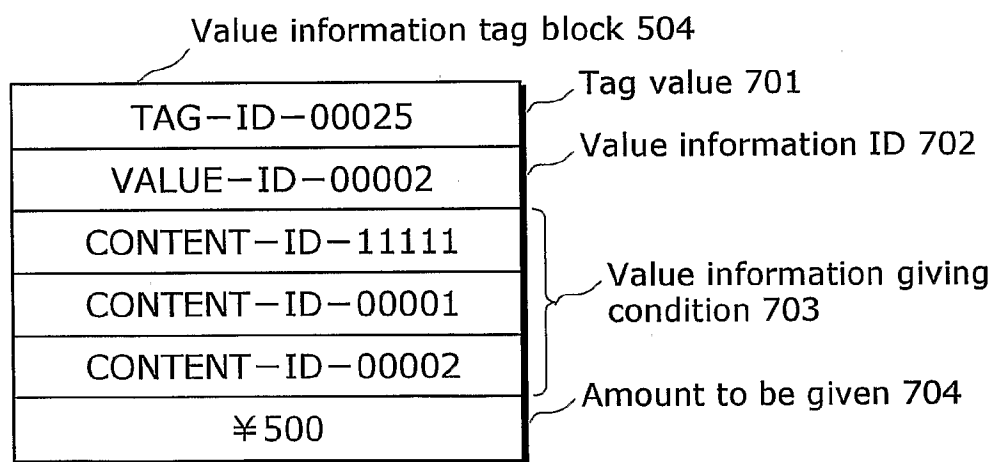 Value information tag block 504
TAG-ID-00025
Tag value 701
VALUE-ID-00002
Value information ID 702
CONTENT-ID-11111
CONTENT-ID-00001
CONTENT-ID-00002
Value information giving
condition 703
¥500
Amount to be given 704